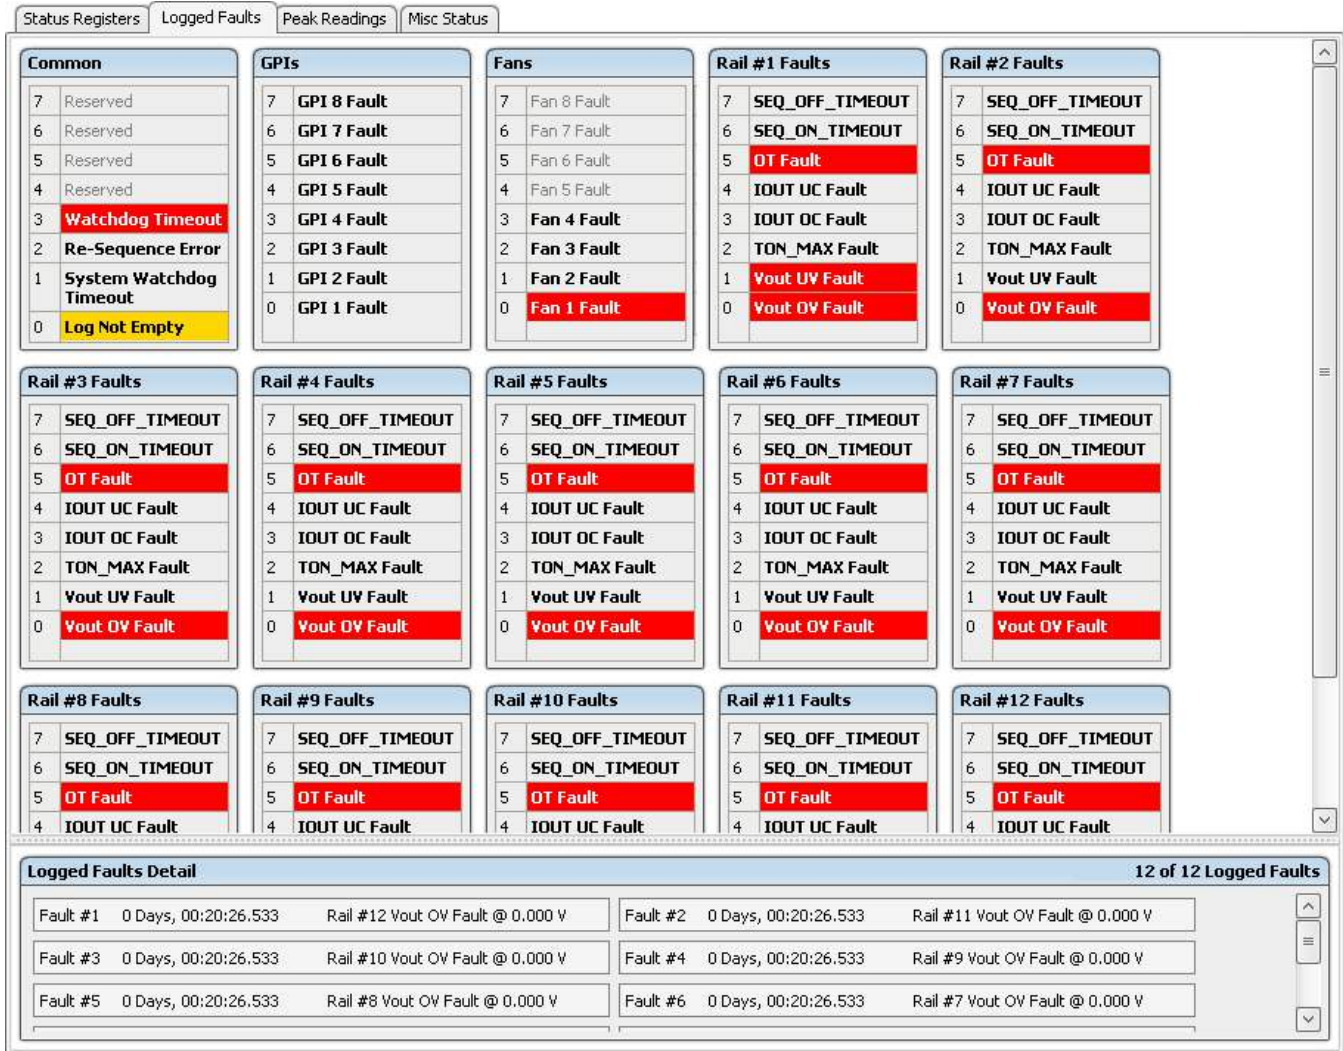 Status Registers Logged Faults Peak Readings Misc Status
Common
7 Reserved
6 Reserved
5 Reserved
4 Reserved
3 Watchdog Timeout
2 Re-Sequence Error
1 System Watchdog
Timeout
0 Log Not Empty
GPIs
7 GPI 8 Fault
6 GPI 7 Fault
5 GPI 6 Fault
4 GPI 5 Fault
3 GPI 4 Fault
2 GPI 3 Fault
1 GPI 2 Fault
0 GPI 1 Fault
Fans
7 Fan 8 Fault
6 Fan 7 Fault
5 Fan 6 Fault
4 Fan 5 Fault
3 Fan 4 Fault
2 Fan 3 Fault
1 Fan 2 Fault
0 Fan 1 Fault
Rail #1 Faults
7 SEQ_OFF_TIMEOUT
6 SEQ_ON_TIMEOUT
5 OT Fault
4 IOUT UC Fault
3 IOUT OC Fault
2 TON_MAX Fault
1 Vout UV Fault
0 Vout OV Fault
Rail #2 Faults
7 SEQ_OFF_TIMEOUT
6 SEQ_ON_TIMEOUT
5 OT Fault
4 IOUT UC Fault
3 IOUT OC Fault
2 TON_MAX Fault
1 Vout UV Fault
0 Vout OV Fault
Rail #3 Faults
7 SEQ_OFF_TIMEOUT
6 SEQ_ON_TIMEOUT
5 OT Fault
4 IOUT UC Fault
3 IOUT OC Fault
2 TON_MAX Fault
1 Vout UV Fault
0 Vout OV Fault
Rail #4 Faults
7 SEQ_OFF_TIMEOUT
6 SEQ_ON_TIMEOUT
5 OT Fault
4 IOUT UC Fault
3 IOUT OC Fault
2 TON_MAX Fault
1 Vout UV Fault
0 Vout OV Fault
Rail #5 Faults
7 SEQ_OFF_TIMEOUT
6 SEQ_ON_TIMEOUT
5 OT Fault
4 IOUT UC Fault
3 IOUT OC Fault
2 TON_MAX Fault
1 Vout UV Fault
0 Vout OV Fault
Rail #6 Faults
7 SEQ_OFF_TIMEOUT
6 SEQ_ON_TIMEOUT
5 OT Fault
4 IOUT UC Fault
3 IOUT OC Fault
2 TON_MAX Fault
1 Vout UV Fault
0 Vout OV Fault
Rail #7 Faults
7 SEQ_OFF_TIMEOUT
6 SEQ_ON_TIMEOUT
5 OT Fault
4 IOUT UC Fault
3 IOUT OC Fault
2 TON_MAX Fault
1 Vout UV Fault
0 Vout OV Fault
Rail #8 Faults
7 SEQ_OFF_TIMEOUT
6 SEQ_ON_TIMEOUT
5 OT Fault
4 IOUT UC Fault
Rail #9 Faults
7 SEQ_OFF_TIMEOUT
6 SEQ_ON_TIMEOUT
5 OT Fault
4 IOUT UC Fault
Rail #10 Faults
7 SEQ_OFF_TIMEOUT
6 SEQ_ON_TIMEOUT
5 OT Fault
4 IOUT UC Fault
Rail #11 Faults
7 SEQ_OFF_TIMEOUT
6 SEQ_ON_TIMEOUT
5 OT Fault
4 IOUT UC Fault
Rail #12 Faults
7 SEQ_OFF_TIMEOUT
6 SEQ_ON_TIMEOUT
5 OT Fault
4 IOUT UC Fault
Logged Faults Detail 12 of 12 Logged Faults
Fault #1 0 Days, 00:20:26.533 Rail #12 Vout OV Fault @ 0.000 V
Fault #2 0 Days, 00:20:26.533 Rail #11 Vout OV Fault @ 0.000 V
Fault #3 0 Days, 00:20:26.533 Rail #10 Vout OV Fault @ 0.000 V
Fault #4 0 Days, 00:20:26.533 Rail #9 Vout OV Fault @ 0.000 V
Fault #5 0 Days, 00:20:26.533 Rail #8 Vout OV Fault @ 0.000 V
Fault #6 0 Days, 00:20:26.533 Rail #7 Vout OV Fault @ 0.000 V